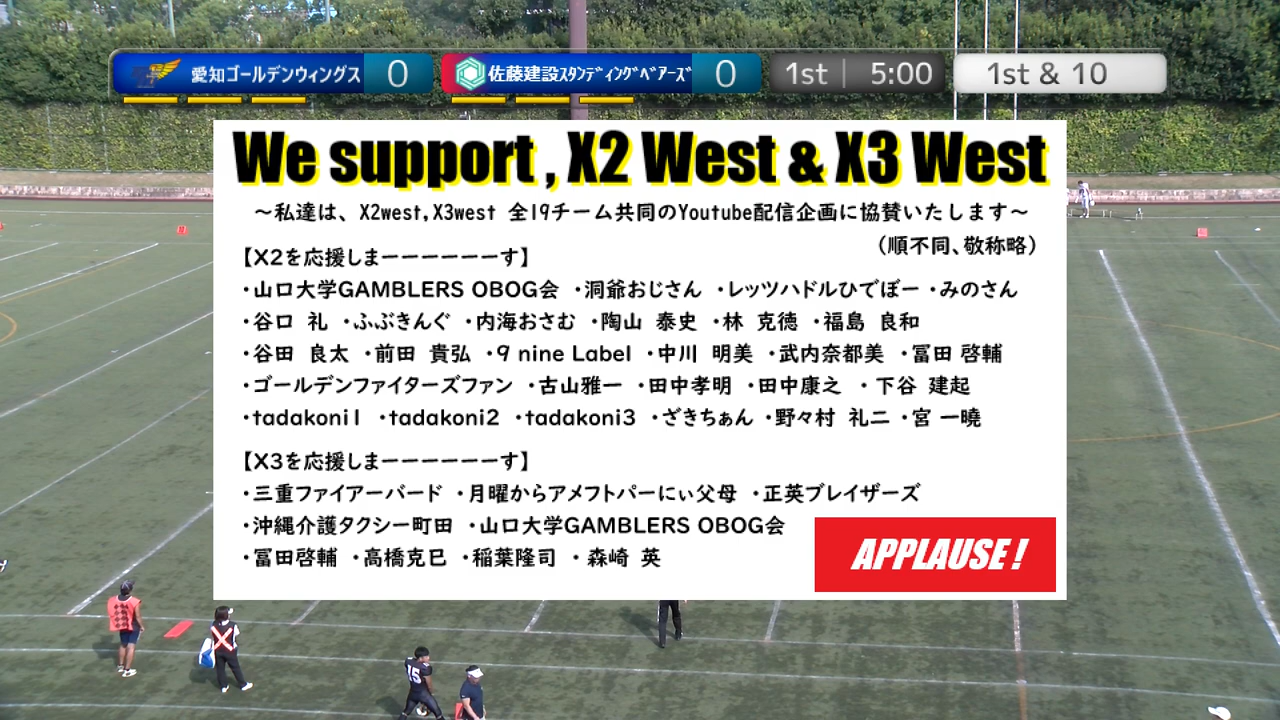 愛知ゴールデンウィングス 0 佐藤建設スタンディングベアーズ 0 1st 5:00 1st & 10
We support , X2 West & X3 West
～私達は、X2west,X3west 全19チーム共同のYoutube配信企画に協賛いたします～
（順不同、敬称略）
【X2を応援しまーーーーーーす】
・山口大学GAMBLERS OBOG会 ・洞爺おじさん ・レッツハドルひでぼー ・みのさん
・谷口 礼 ・ふぶきんぐ ・内海おさむ ・陶山 泰史 ・林 克徳 ・福島 良和
・谷田 良太 ・前田 貴弘 ・9 nine Label ・中川 明美 ・武内奈都美 ・冨田 啓輔
・ゴールデンファイターズファン ・古山雅一 ・田中孝明 ・田中康之 ・下谷 建起
・tadakoni1 ・tadakoni2 ・tadakoni3 ・ざきちぁん ・野々村 礼二 ・宮 一曉
【X3を応援しまーーーーーーす】
・三重ファイアーバード ・月曜からアメフトパーにぃ父母 ・正英ブレイザーズ
・沖縄介護タクシー町田 ・山口大学GAMBLERS OBOG会
・冨田啓輔 ・高橋克巳 ・稲葉隆司 ・森崎 英
APPLAUSE !
15